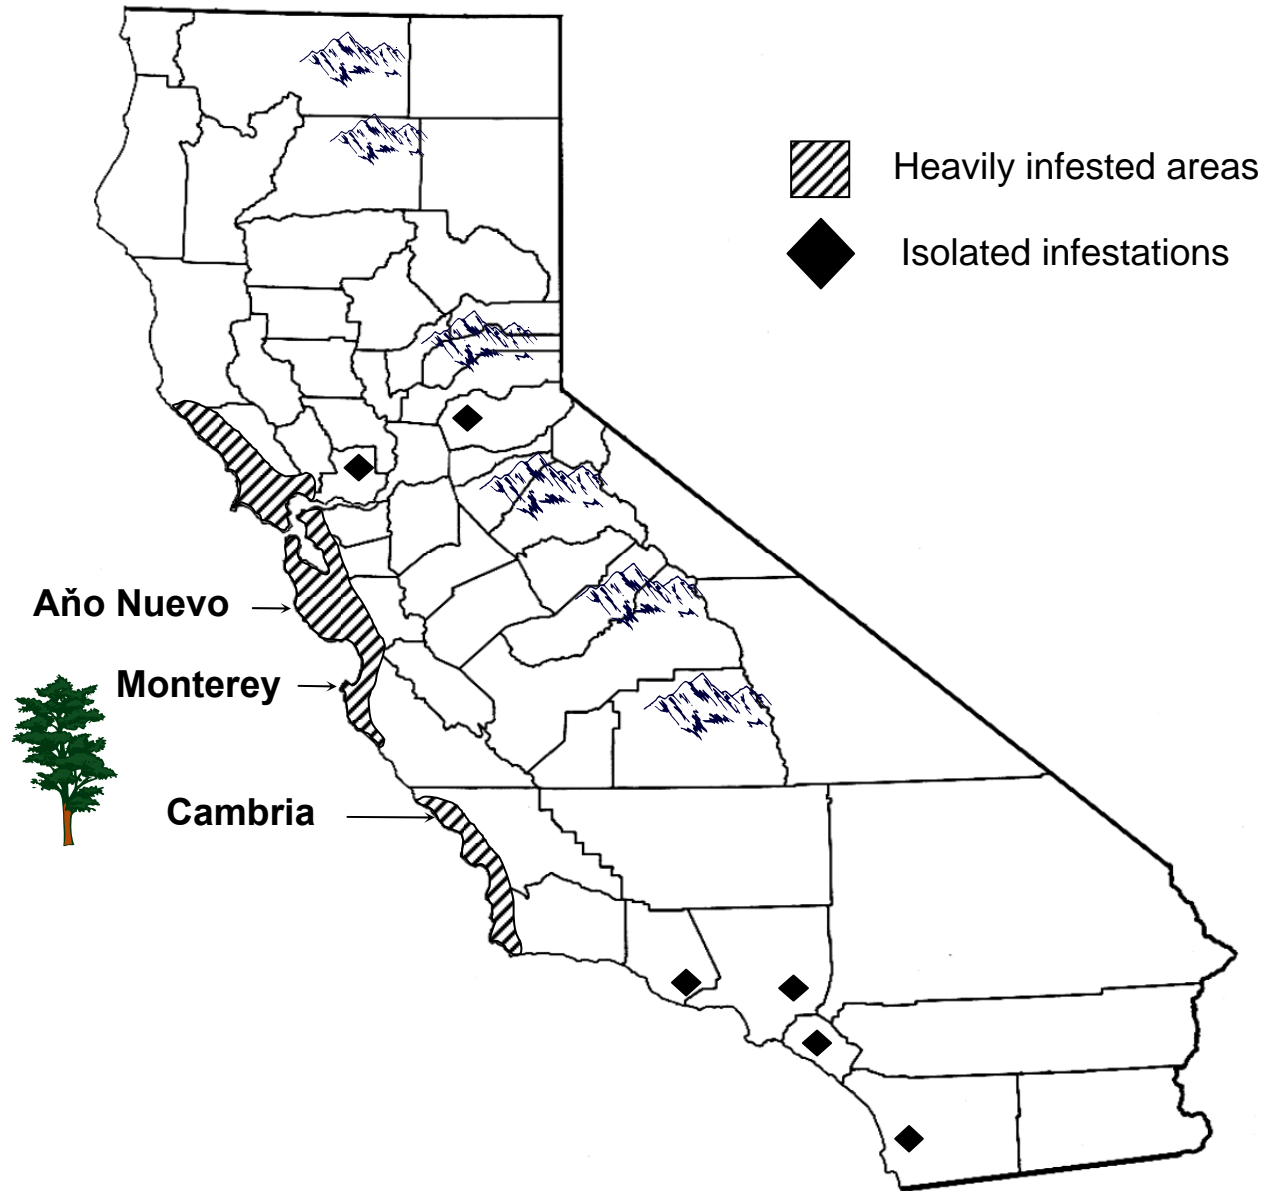 Heavily infested areas
Isolated infestations
Aňo Nuevo
Monterey
Cambria